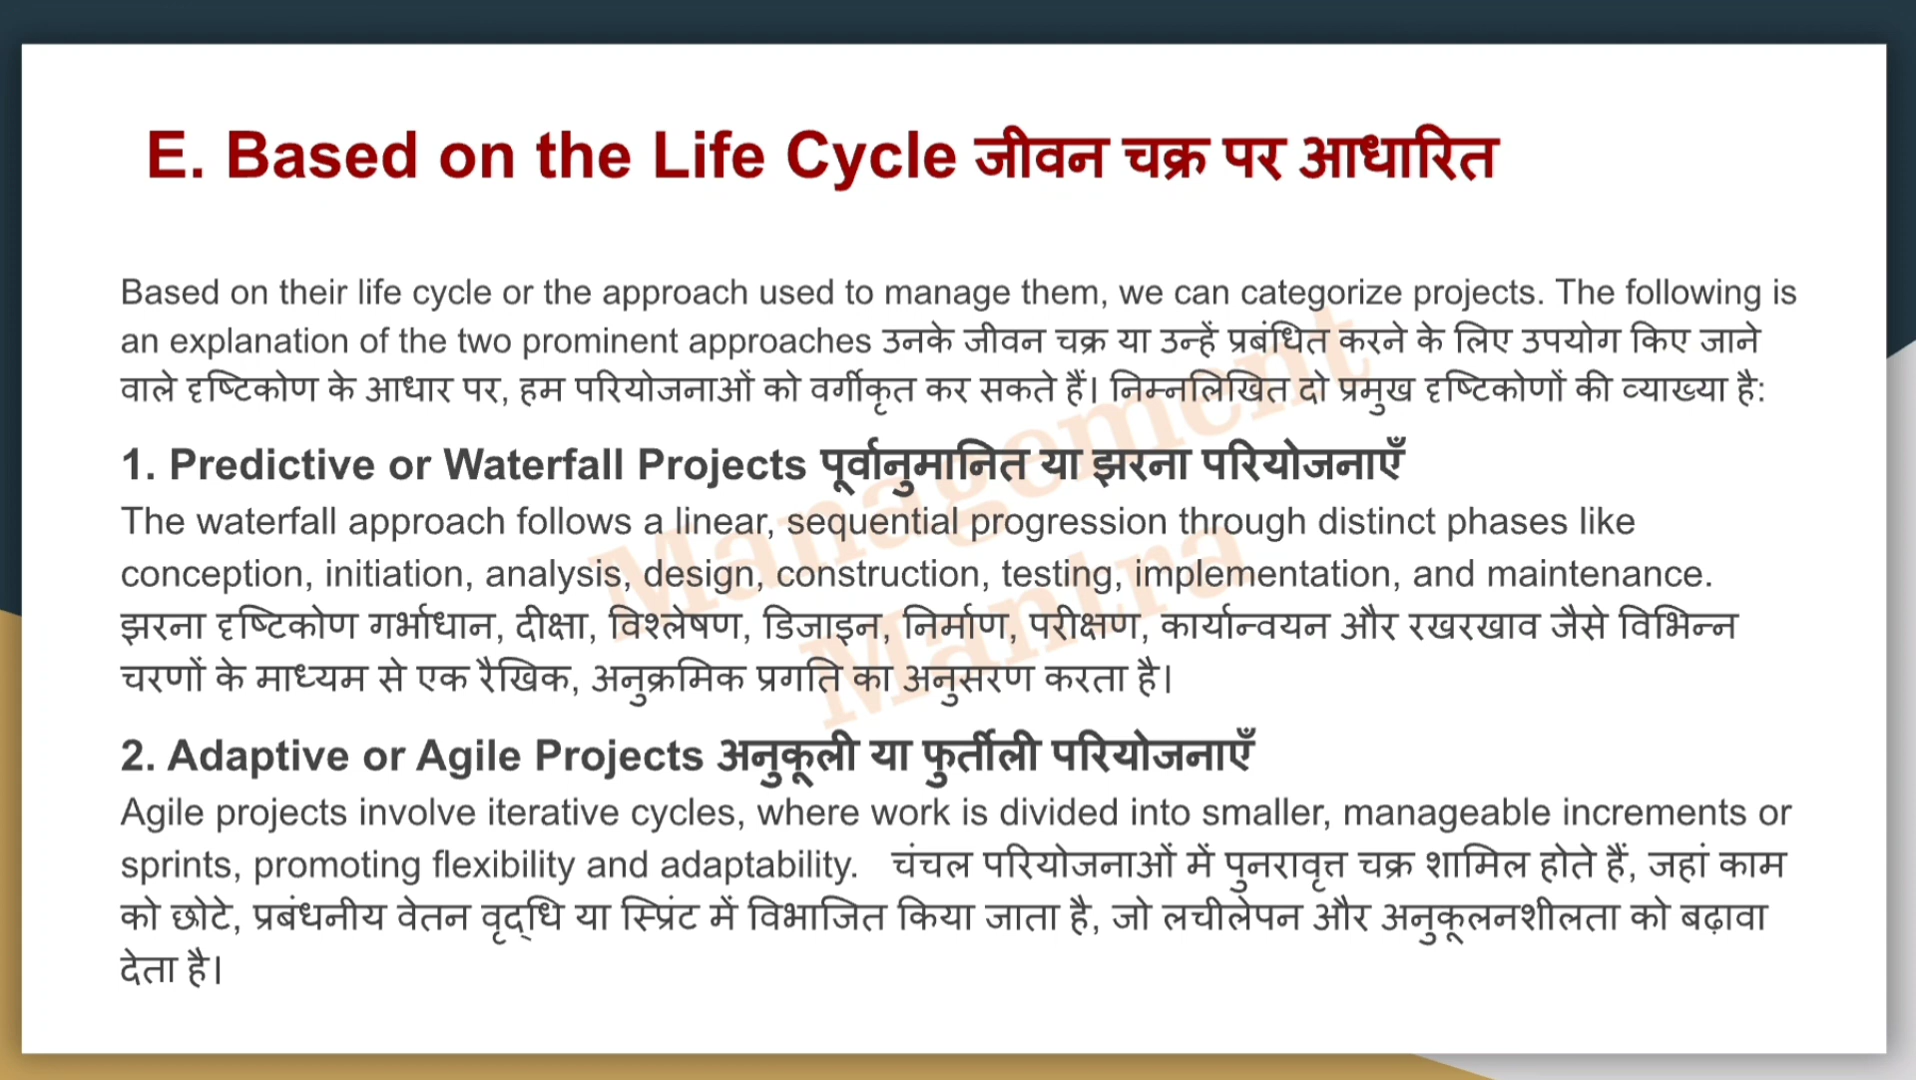 E. Based on the Life Cycle जीवन चक्र पर आधारित
Based on their life cycle or the approach used to manage them, we can categorize projects. The following is
an explanation of the two prominent approaches उनके जीवन चक्र या उन्हें प्रबंधित करने के लिए उपयोग किए जाने
वाले दृष्टिकोण के आधार पर, हम परियोजनाओं को वर्गीकृत कर सकते हैं। निम्नलिखित दो प्रमुख दृष्टिकोणों की व्याख्या है:
1. Predictive or Waterfall Projects पूर्वानुमानित या झरना परियोजनाएँ
The waterfall approach follows a linear, sequential progression through distinct phases like
conception, initiation, analysis, design, construction, testing, implementation, and maintenance.
झरना दृष्टिकोण गर्भाधान, दीक्षा, विश्लेषण, डिजाइन, निर्माण, परीक्षण, कार्यान्वयन और रखरखाव जैसे विभिन्न
चरणों के माध्यम से एक रैखिक, अनुक्रमिक प्रगति का अनुसरण करता है।
2. Adaptive or Agile Projects अनुकूली या फुर्तीली परियोजनाएँ
Agile projects involve iterative cycles, where work is divided into smaller, manageable increments or
sprints, promoting flexibility and adaptability. चंचल परियोजनाओं में पुनरावृत्त चक्र शामिल होते हैं, जहां काम
को छोटे, प्रबंधनीय वेतन वृद्धि या स्प्रिंट में विभाजित किया जाता है, जो लचीलेपन और अनुकूलनशीलता को बढ़ावा
देता है।
Management
Mantra